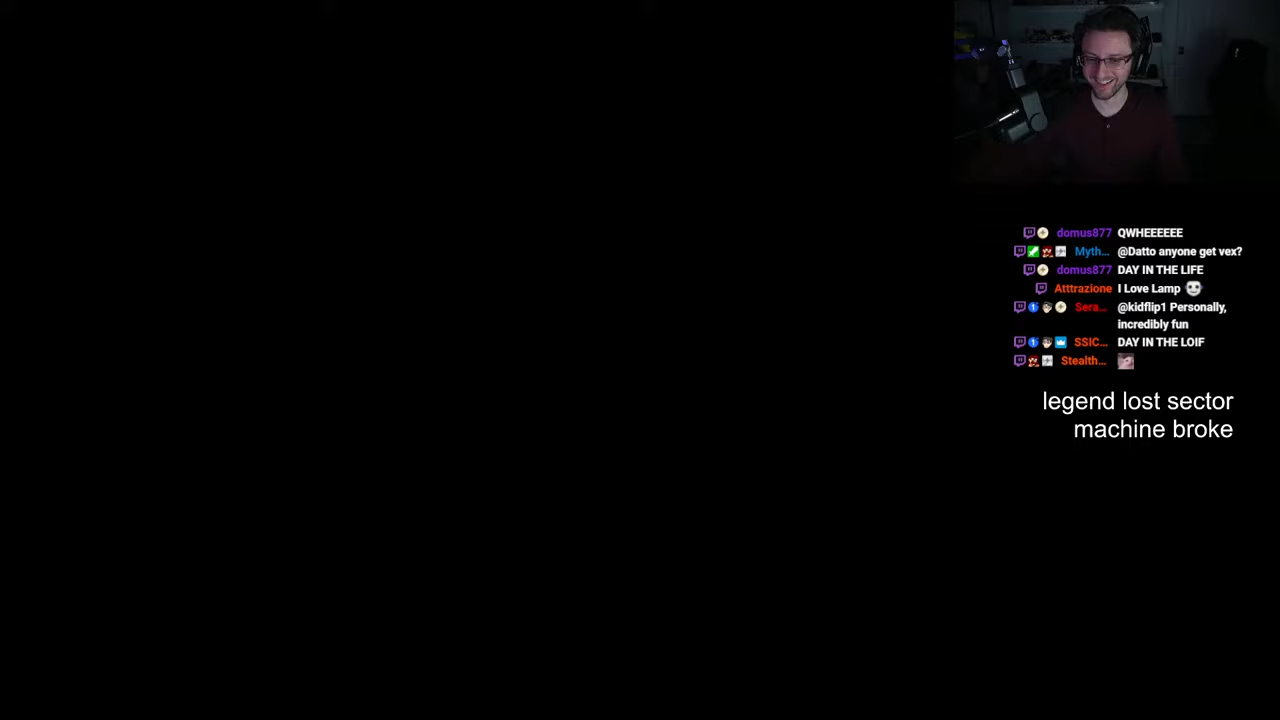 domus877 QWHEEEEEE
Myth... @Datto anyone get vex?
domus877 DAY IN THE LIFE
Atttrazione I Love Lamp
Sera... @kidflip1 Personally,
incredibly fun
SSIC... DAY IN THE LOIF
Stealth...
legend lost sector
machine broke